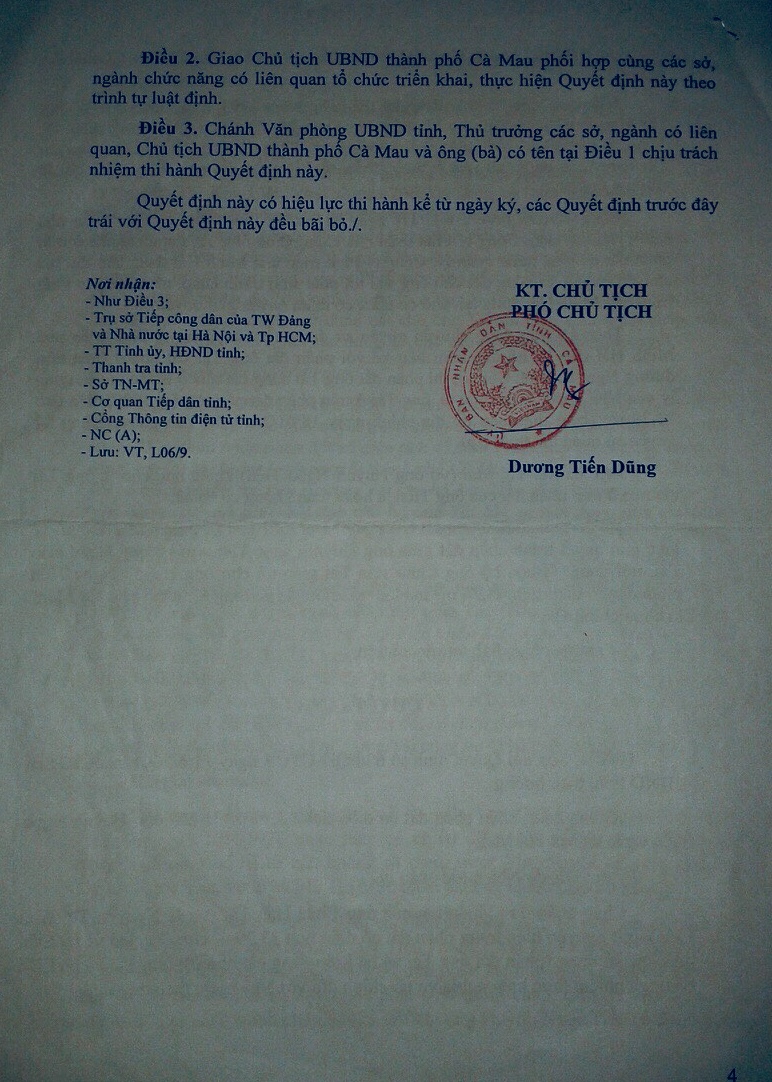 Điều 2. Giao Chủ tịch UBND thành phố Cà Mau phối hợp cùng các sở,
ngành chức năng có liên quan tổ chức triển khai, thực hiện Quyết định này theo
trình tự luật định.
Điều 3. Chánh Văn phòng UBND tỉnh, Thủ trưởng các sở, ngành có liên
quan, Chủ tịch UBND thành phố Cà Mau và ông (bà) có tên tại Điều 1 chịu trách
nhiệm thi hành Quyết định này.
Quyết định này có hiệu lực thi hành kể từ ngày ký, các Quyết định trước đây
trái với Quyết định này đều bãi bỏ./.
Nơi nhận:
- Như Điều 3;
- Trụ sở Tiếp công dân của TW Đảng
và Nhà nước tại Hà Nội và Tp HCM;
- TT Tỉnh ủy, HĐND tỉnh;
- Thanh tra tỉnh;
- Sở TN-MT;
- Cơ quan Tiếp dân tỉnh;
- Cổng Thông tin điện tử tỉnh;
- NC (A);
- Lưu: VT, L06/9.
KT. CHỦ TỊCH
PHÓ CHỦ TỊCH
ỦY BAN NHÂN DÂN TỈNH CÀ MAU
Dương Tiến Dũng
4